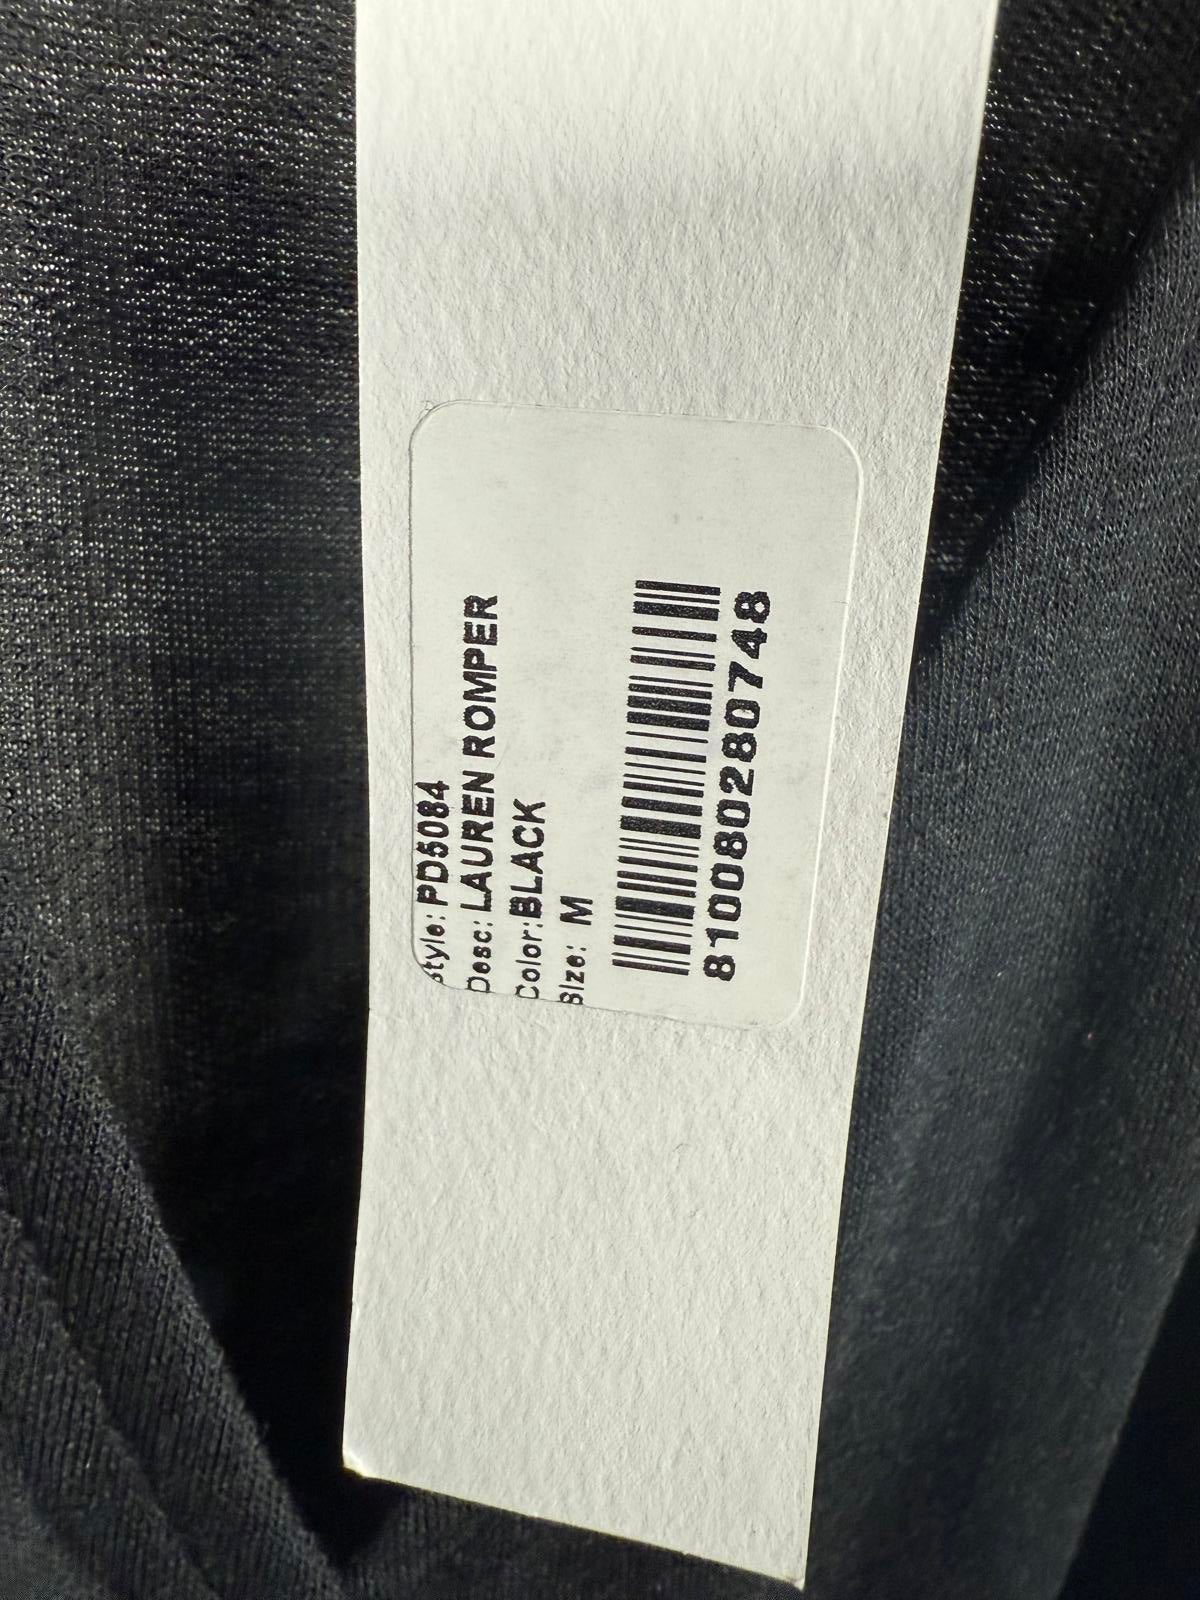 Style: PD5084
Desc: LAUREN ROMPER
Color: BLACK
Size: M
810080280748